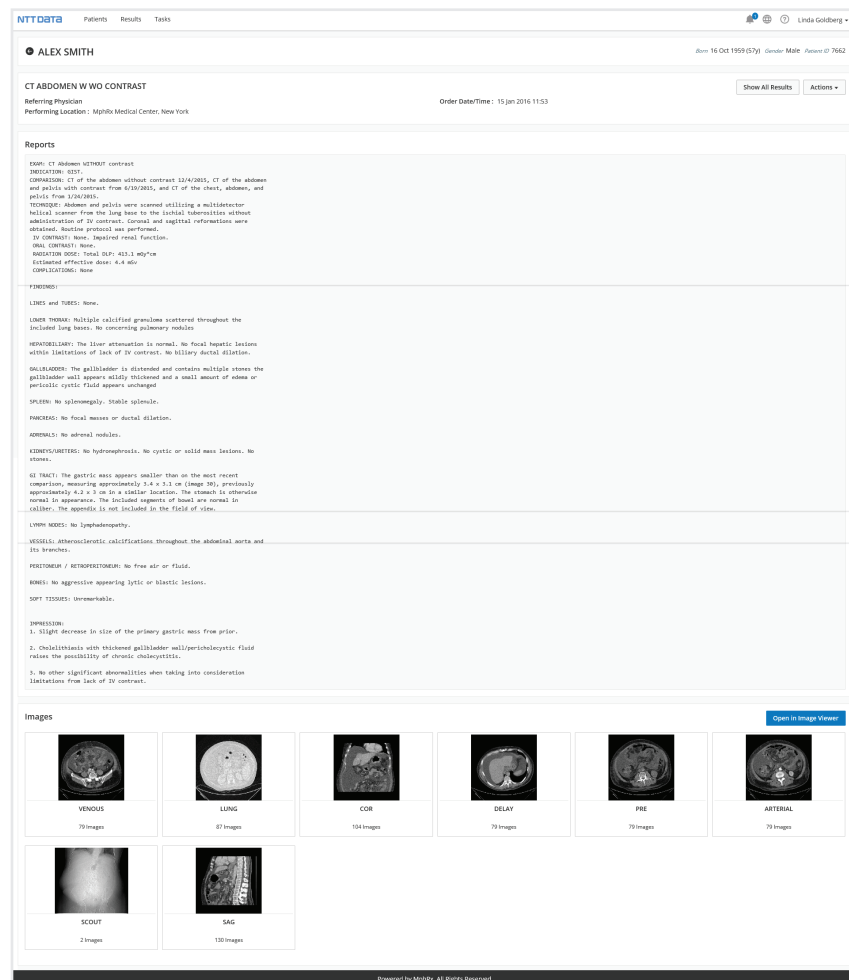 NTT DATA Patients Results Tasks 1 Linda Goldberg
ALEX SMITH Born 16 Oct 1959 (57y) Gender Male Patient ID 7662
CT ABDOMEN W WO CONTRAST Show All Results Actions
Referring Physician Order Date/Time : 15 Jan 2016 11:53
Performing Location : MphRx Medical Center, New York
Reports
EXAM: CT Abdomen WITHOUT contrast
INDICATION: GIST.
COMPARISON: CT of the abdomen without contrast 12/4/2015, CT of the abdomen
and pelvis with contrast from 6/19/2015, and CT of the chest, abdomen, and
pelvis from 1/24/2015.
TECHNIQUE: Abdomen and pelvis were scanned utilizing a multidetector
helical scanner from the lung base to the ischial tuberosities without
administration of IV contrast. Coronal and sagittal reformations were
obtained. Routine protocol was performed.
IV CONTRAST: None. Impaired renal function.
ORAL CONTRAST: None.
RADIATION DOSE: Total DLP: 413.1 mGy*cm
Estimated effective dose: 4.4 mSv
COMPLICATIONS: None
FINDINGS:
LINES and TUBES: None.
LOWER THORAX: Multiple calcified granuloma scattered throughout the
included lung bases. No concerning pulmonary nodules
HEPATOBILIARY: The liver attenuation is normal. No focal hepatic lesions
within limitations of lack of IV contrast. No biliary ductal dilation.
GALLBLADDER: The gallbladder is distended and contains multiple stones the
gallbladder wall appears mildly thickened and a small amount of edema or
pericolic cystic fluid appears unchanged
SPLEEN: No splenomegaly. Stable splenule.
PANCREAS: No focal masses or ductal dilation.
ADRENALS: No adrenal nodules.
KIDNEYS/URETERS: No hydronephrosis. No cystic or solid mass lesions. No
stones.
GI TRACT: The gastric mass appears smaller than on the most recent
comparison, measuring approximately 3.4 x 3.1 cm (image 30), previously
approximately 4.2 x 3 cm in a similar location. The stomach is otherwise
normal in appearance. The included segments of bowel are normal in
caliber. The appendix is not included in the field of view.
LYMPH NODES: No lymphadenopathy.
VESSELS: Atherosclerotic calcifications throughout the abdominal aorta and
its branches.
PERITONEUM / RETROPERITONEUM: No free air or fluid.
BONES: No aggressive appearing lytic or blastic lesions.
SOFT TISSUES: Unremarkable.
IMPRESSION:
1. Slight decrease in size of the primary gastric mass from prior.
2. Cholelithiasis with thickened gallbladder wall/pericholecystic fluid
raises the possibility of chronic cholecystitis.
3. No other significant abnormalities when taking into consideration
limitations from lack of IV contrast.
Images Open in Image Viewer
VENOUS LUNG COR DELAY PRE ARTERIAL
79 Images 87 Images 104 Images 79 Images 79 Images 79 Images
SCOUT SAG
2 Images 130 Images
Powered by MphRx. All Rights Reserved